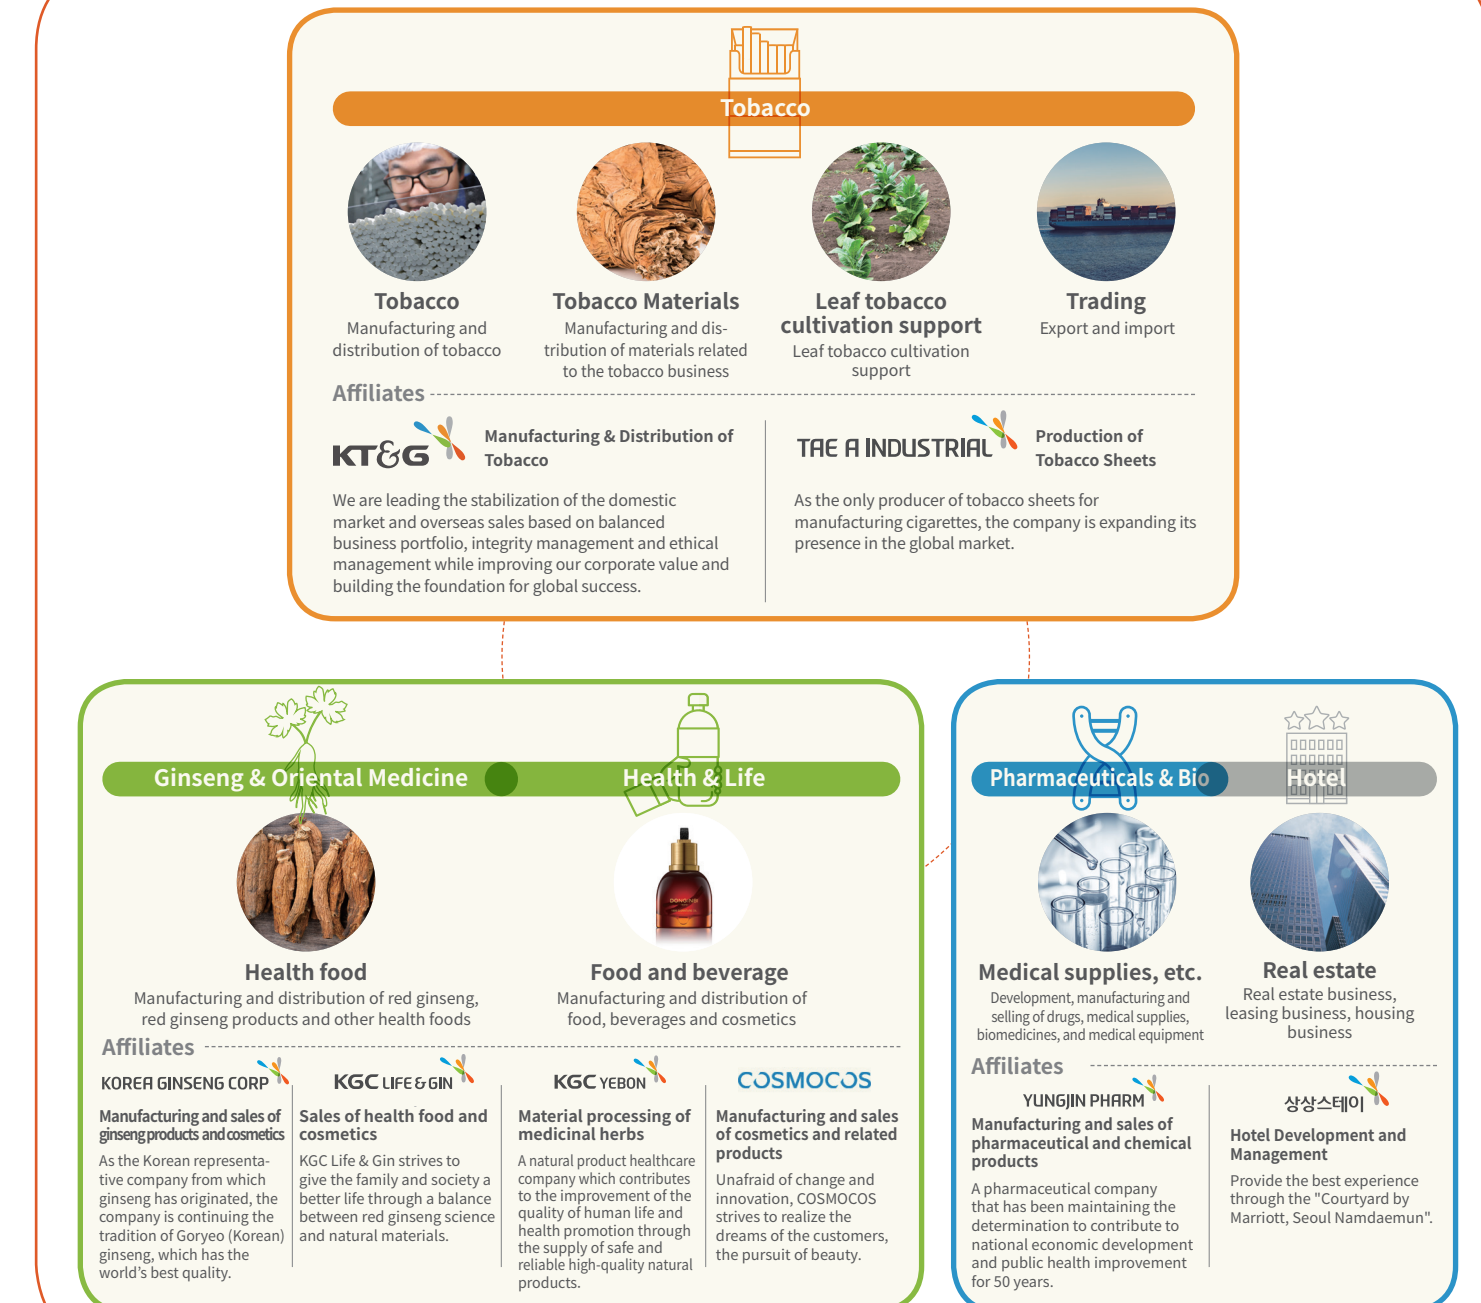 Tobacco
Tobacco
Manufacturing and
distribution of tobacco
Tobacco Materials
Manufacturing and dis-
tribution of materials related
to the tobacco business
Leaf tobacco
cultivation support
Leaf tobacco cultivation
support
Trading
Export and import
Affiliates
KT&G
Manufacturing & Distribution of
Tobacco
We are leading the stabilization of the domestic
market and overseas sales based on balanced
business portfolio, integrity management and ethical
management while improving our corporate value and
building the foundation for global success.
TAE A INDUSTRIAL
Production of
Tobacco Sheets
As the only producer of tobacco sheets for
manufacturing cigarettes, the company is expanding its
presence in the global market.
Ginseng & Oriental Medicine
Health & Life
Health food
Manufacturing and distribution of red ginseng,
red ginseng products and other health foods
DONGINBI
Food and beverage
Manufacturing and distribution of
food, beverages and cosmetics
Affiliates
KOREA GINSENG CORP
Manufacturing and sales of
ginseng products and cosmetics
As the Korean representa-
tive company from which
ginseng has originated, the
company is continuing the
tradition of Goryeo (Korean)
ginseng, which has the
world's best quality.
KGC LIFE & GIN
Sales of health food and
cosmetics
KGC Life & Gin strives to
give the family and society a
better life through a balance
between red ginseng science
and natural materials.
KGC YEBON
Material processing of
medicinal herbs
A natural product healthcare
company which contributes
to the improvement of the
quality of human life and
health promotion through
the supply of safe and
reliable high-quality natural
products.
COSMOCOS
Manufacturing and sales
of cosmetics and related
products
Unafraid of change and
innovation, COSMOCOS
strives to realize the
dreams of the customers,
the pursuit of beauty.
Pharmaceuticals & Bio
Hotel
Medical supplies, etc.
Development, manufacturing and
selling of drugs, medical supplies,
biomedicines, and medical equipment
Real estate
Real estate business,
leasing business, housing
business
Affiliates
YUNGJIN PHARM
Manufacturing and sales of
pharmaceutical and chemical
products
A pharmaceutical company
that has been maintaining the
determination to contribute to
national economic development
and public health improvement
for 50 years.
상상스테이
Hotel Development and
Management
Provide the best experience
through the "Courtyard by
Marriott, Seoul Namdaemun".